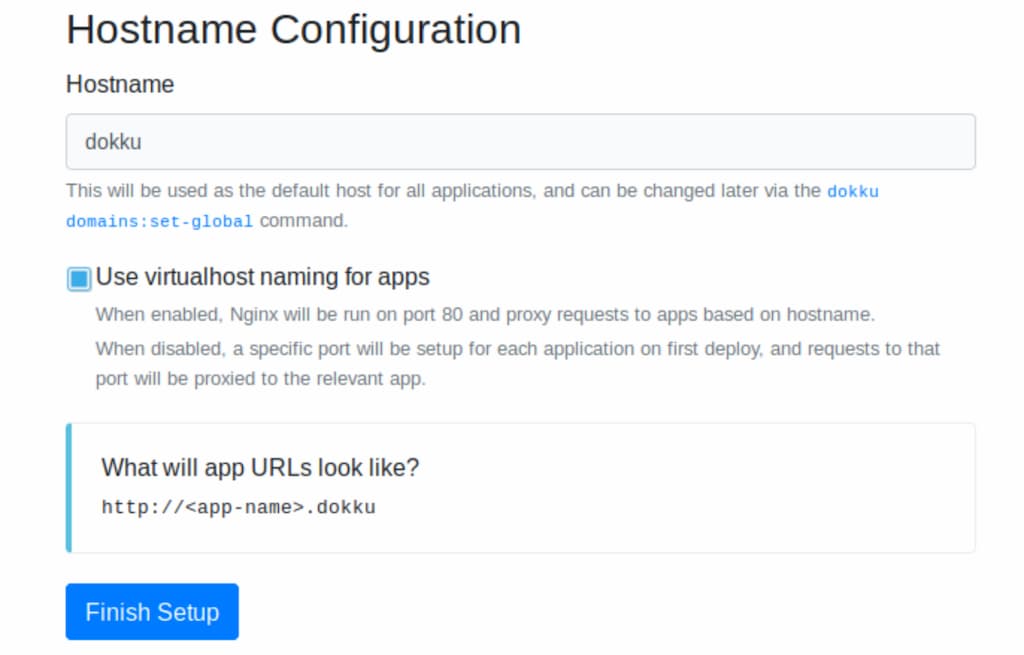 Hostname Configuration
Hostname
dokku
This will be used as the default host for all applications, and can be changed later via the dokku
domains:set-global command.
Use virtualhost naming for apps
When enabled, Nginx will be run on port 80 and proxy requests to apps based on hostname.
When disabled, a specific port will be setup for each application on first deploy, and requests to that
port will be proxied to the relevant app.
What will app URLs look like?
http://<app-name>.dokku
Finish Setup